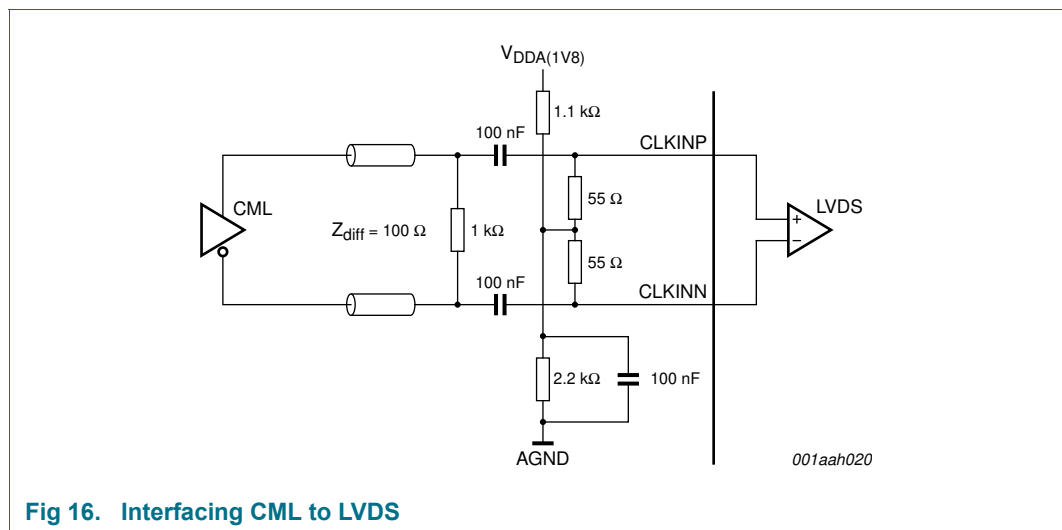 VDDA(1V8)
1.1 kΩ
100 nF
CLKINP
55 Ω
CML
LVDS
Zdiff = 100 Ω
1 kΩ
+
−
55 Ω
100 nF
CLKINN
2.2 kΩ
100 nF
AGND
001aah020
Fig 16. Interfacing CML to LVDS